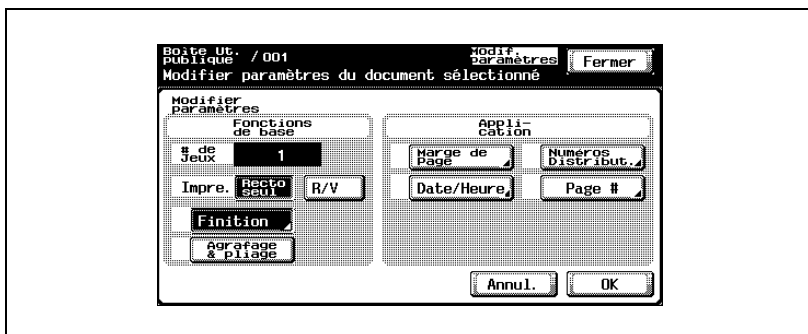 Boîte Ut.
publique / 001
Modif.
paramètres
Fermer
Modifier paramètres du document sélectionné
Modifier
paramètres
Fonctions
de base
# de
Jeux
1
Impre.
Recto
seul
R/V
Finition
Agrafage
& pliage
Appli-
cation
Marge de
Page
Numéros
Distribut.
Date/Heure
Page #
Annul.
OK